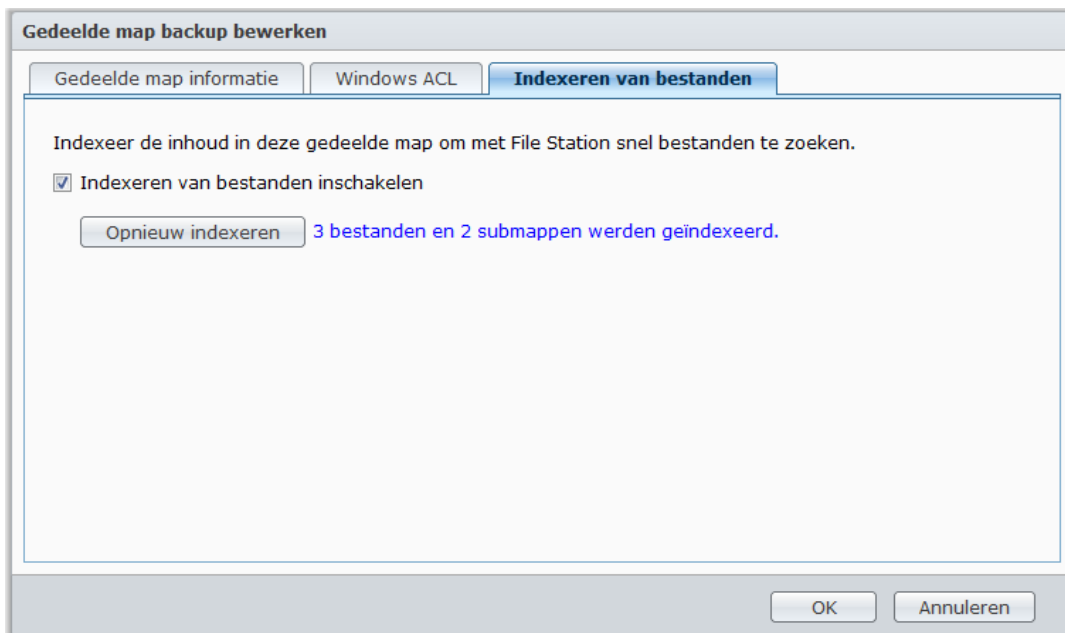 Gedeelde map backup bewerken
Gedeelde map informatie Windows ACL Indexeren van bestanden
Indexeer de inhoud in deze gedeelde map om met File Station snel bestanden te zoeken.
Indexeren van bestanden inschakelen
Opnieuw indexeren 3 bestanden en 2 submappen werden geïndexeerd.
OK Annuleren